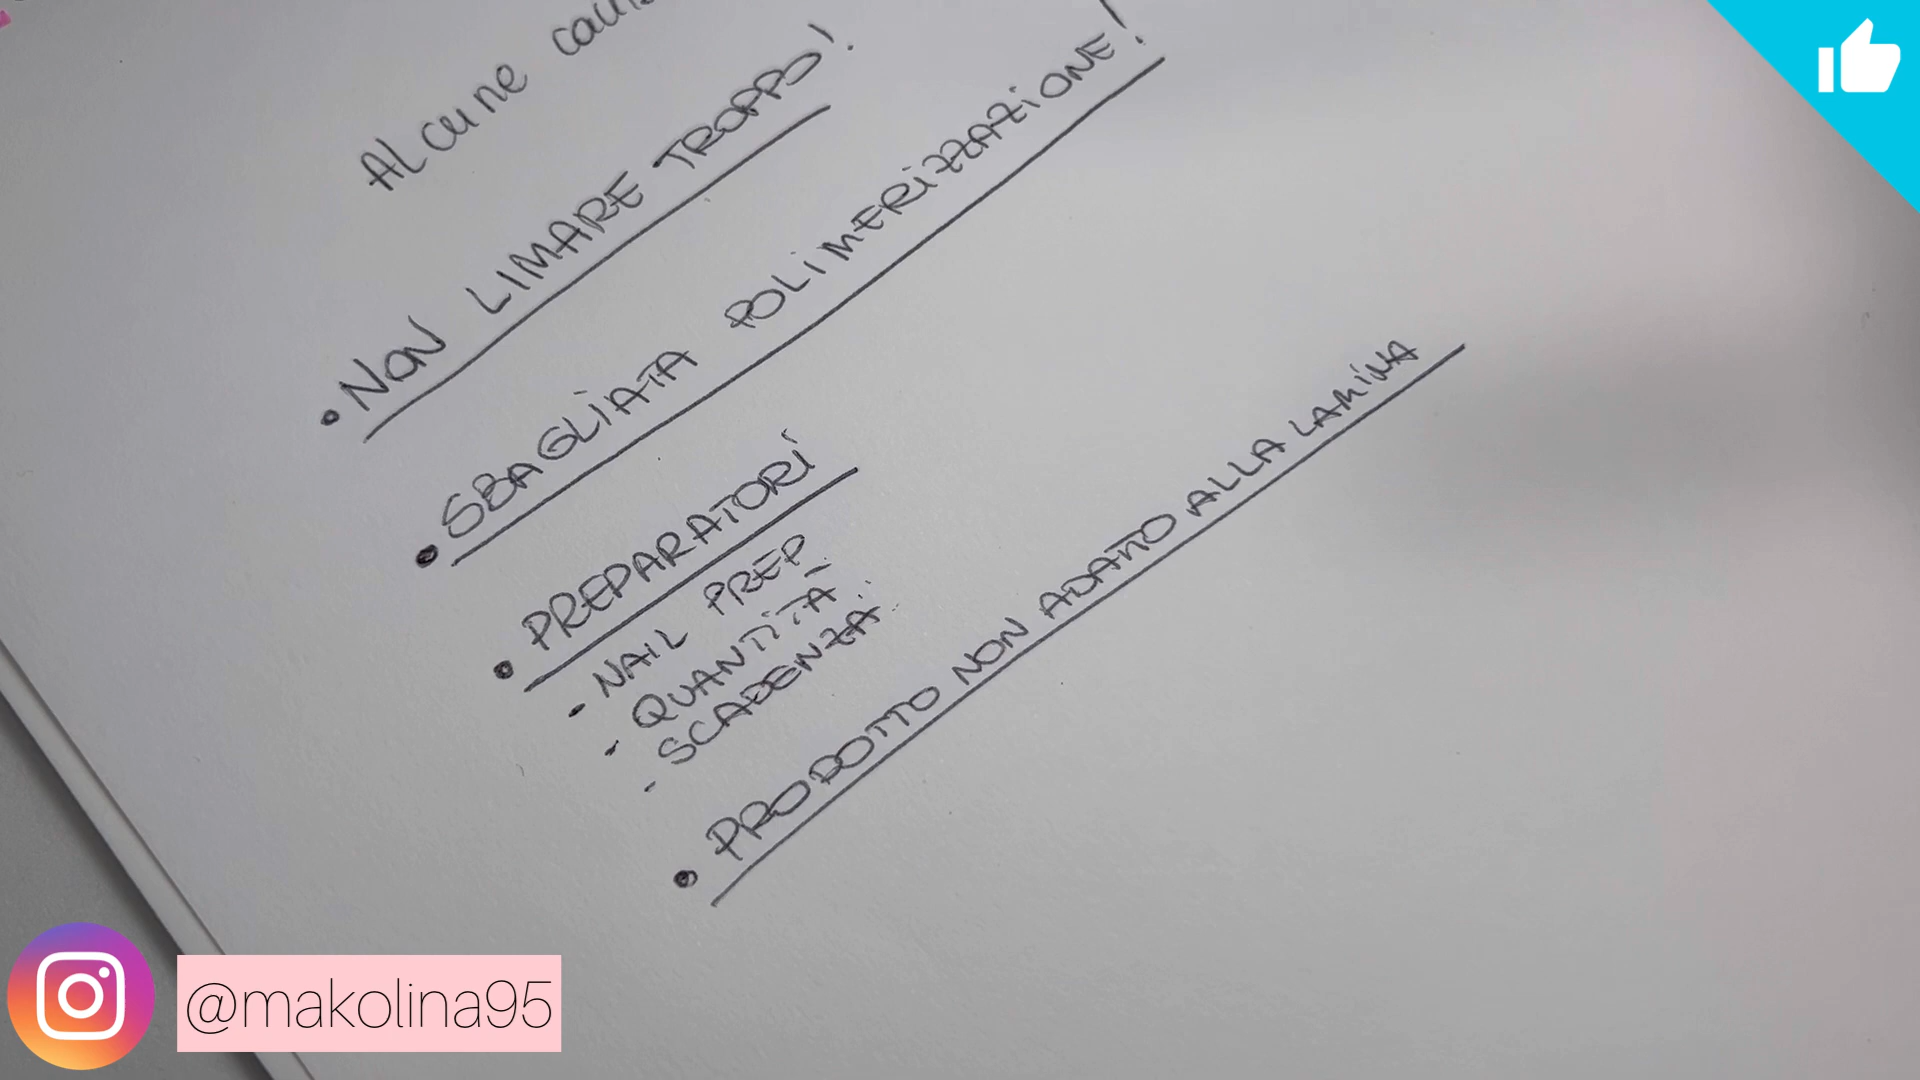 Alcune
• NON LIMARE TROPPO!
• SBAGLIATA POLIMERIZZAZIONE!
• PREPARATORI
- NAIL PREP
- QUANTITÀ
- SCADENZA
• PRODOTTO NON ADATTO ALLA LAMINA
@makolina95